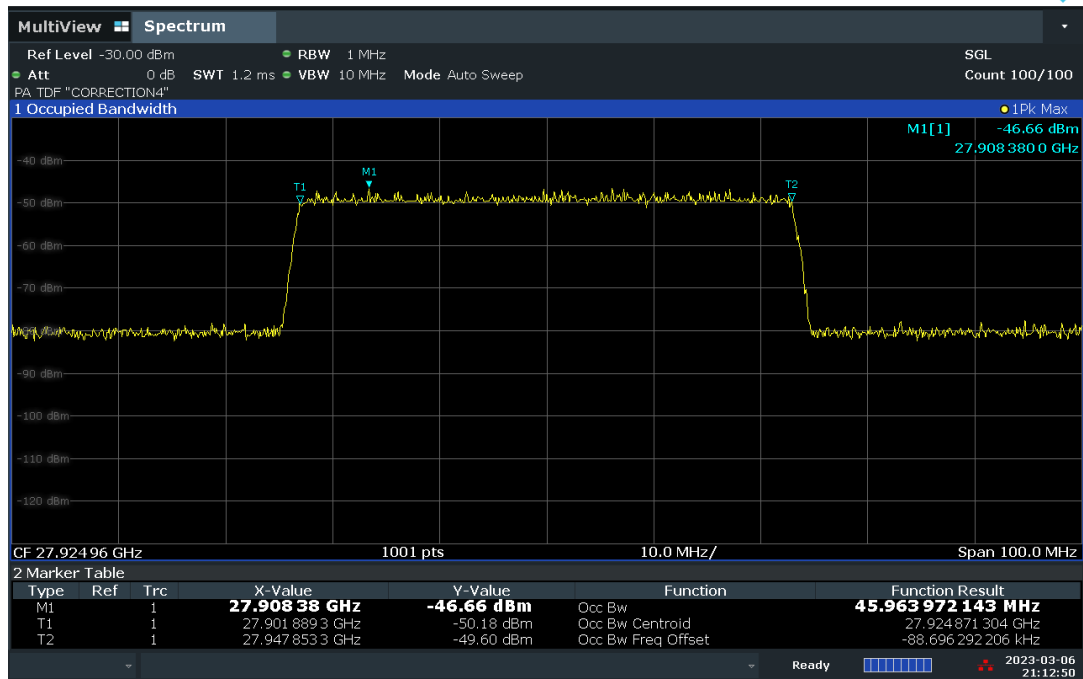 MultiView Spectrum
Ref Level -30.00 dBm RBW 1 MHz SGL
Att 0 dB SWT 1.2 ms VBW 10 MHz Mode Auto Sweep Count 100/100
PA TDF "CORRECTION4"
1 Occupied Bandwidth 1Pk Max
M1[1] -46.66 dBm
27.908 380 0 GHz
-40 dBm
M1
T1
T2
-50 dBm
-60 dBm
-70 dBm
-90 dBm
-100 dBm
-110 dBm
-120 dBm
CF 27.924 96 GHz 1001 pts 10.0 MHz/ Span 100.0 MHz
2 Marker Table
Type Ref Trc X-Value Y-Value Function Function Result
M1 1 27.908 38 GHz -46.66 dBm Occ Bw 45.963 972 143 MHz
T1 1 27.901 889 3 GHz -50.18 dBm Occ Bw Centroid 27.924 871 304 GHz
T2 1 27.947 853 3 GHz -49.60 dBm Occ Bw Freq Offset -88.696 292 206 kHz
Ready 2023-03-06
21:12:50